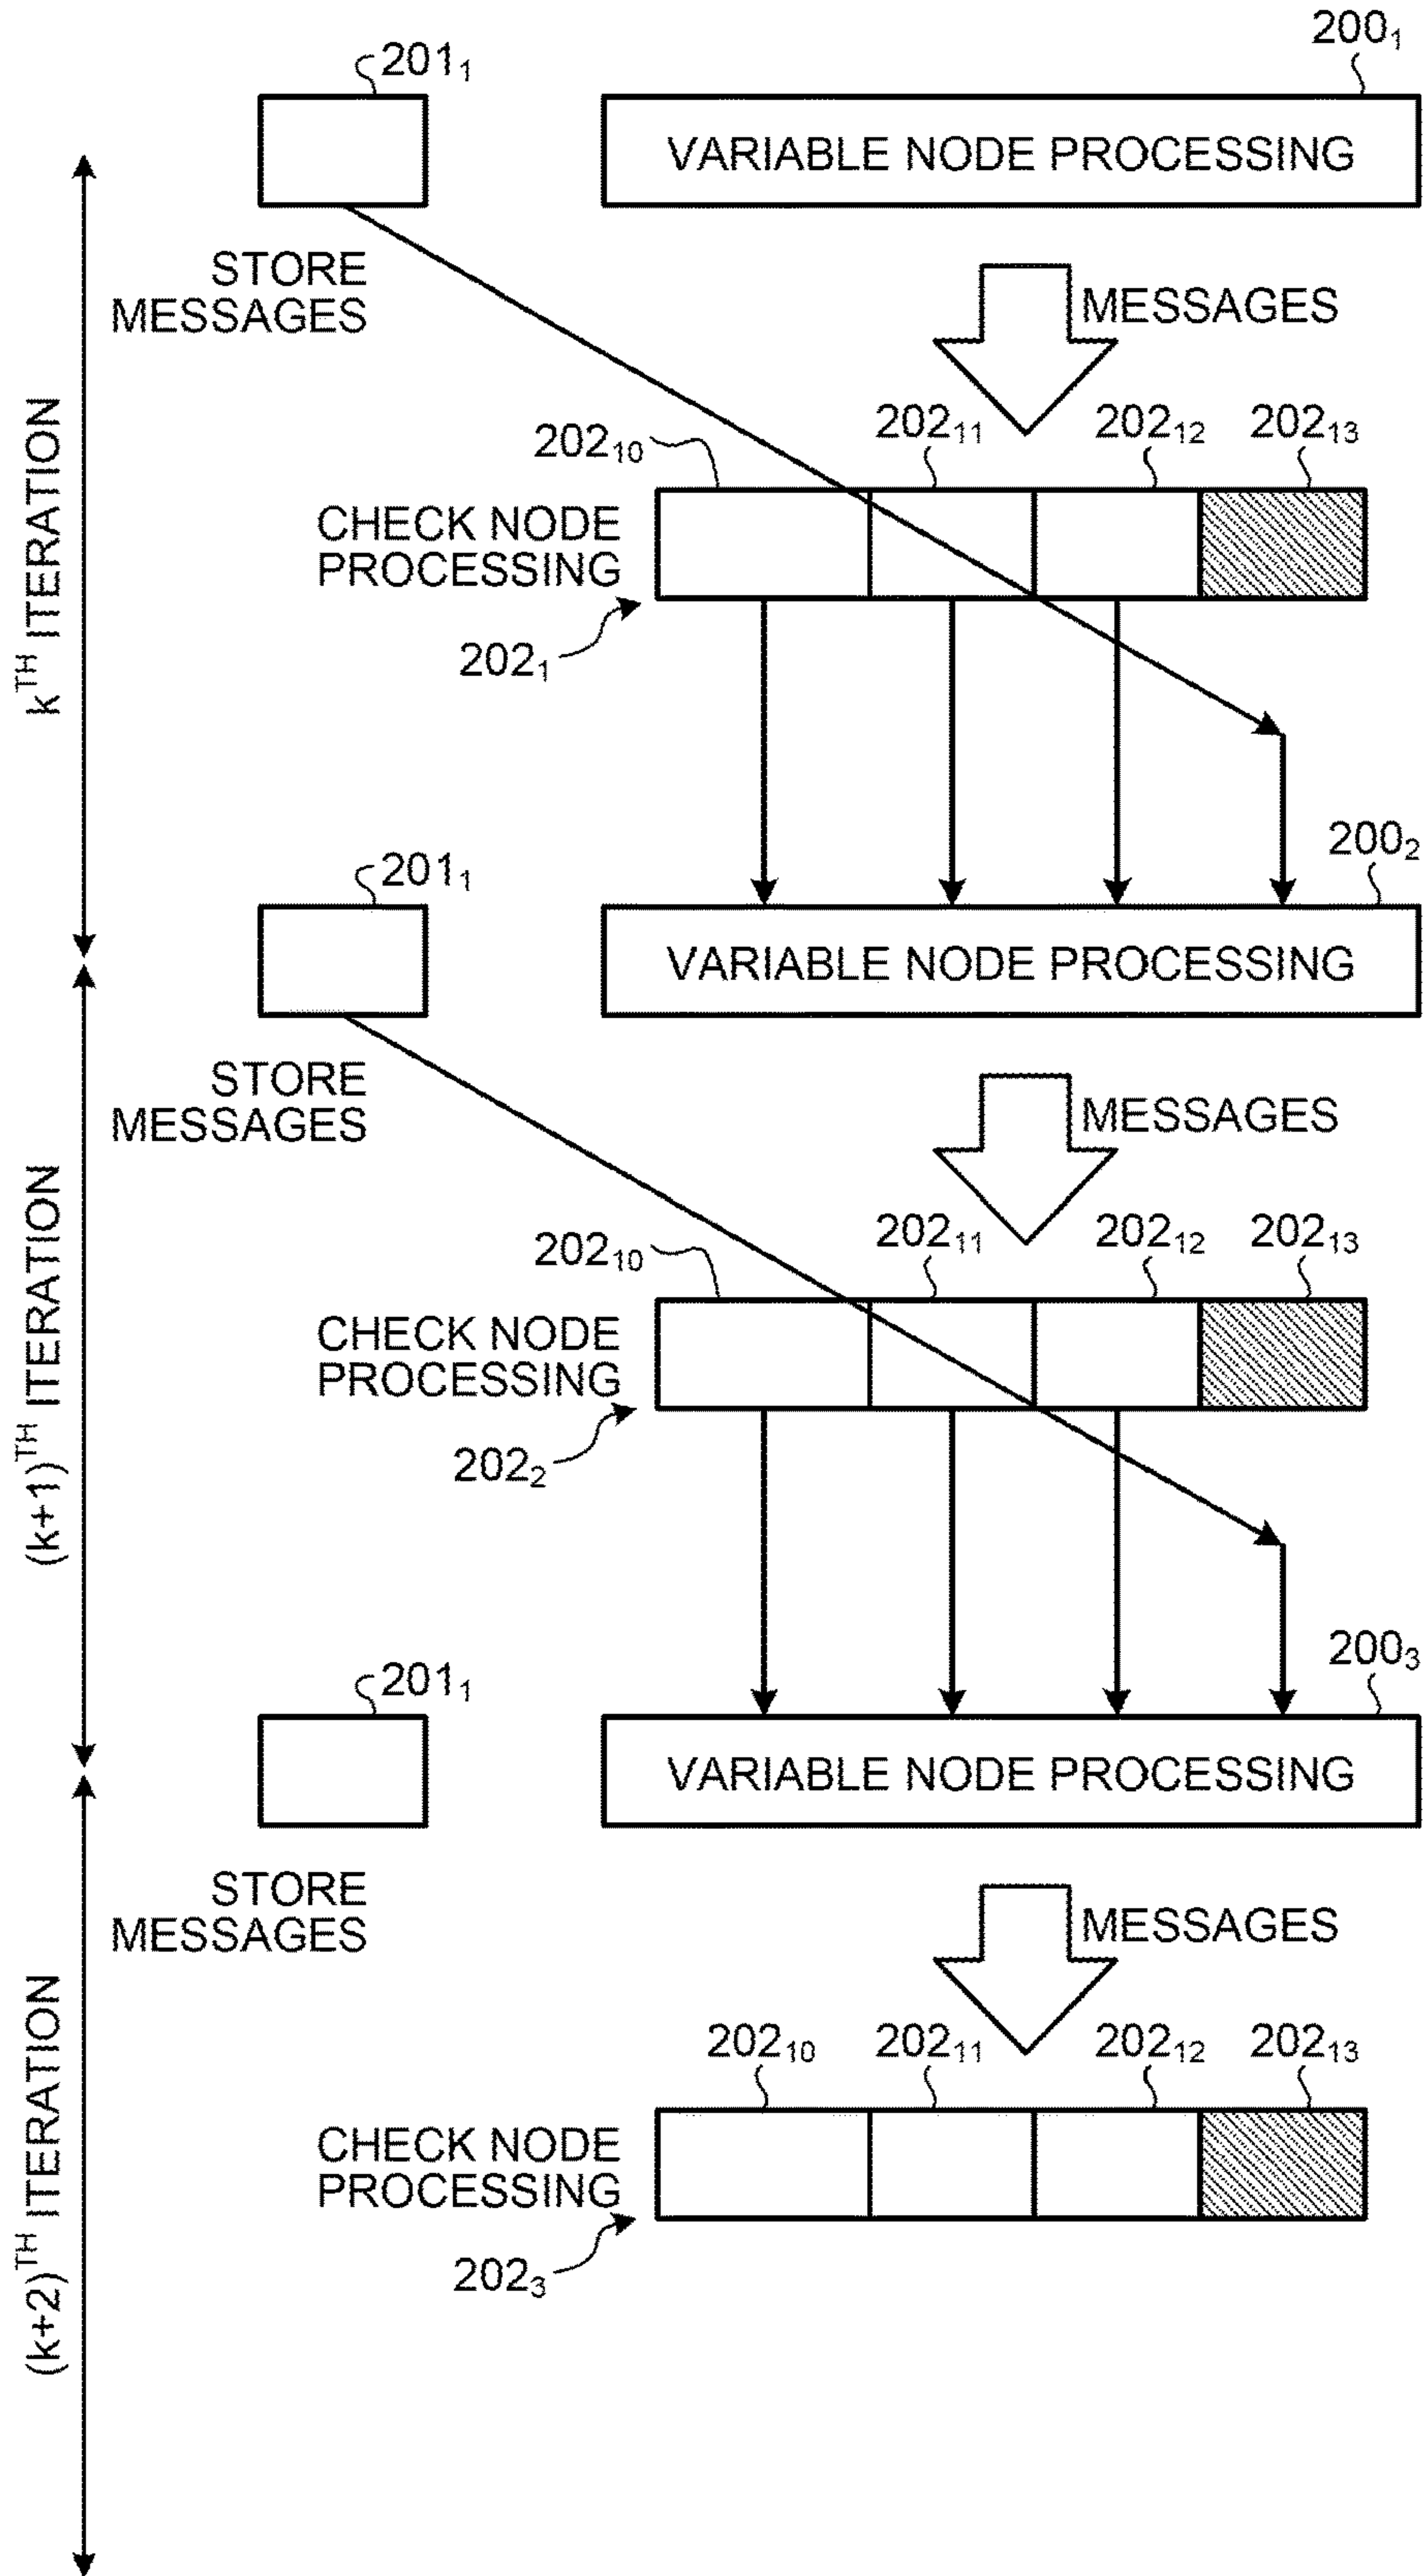 200₁
201₁
VARIABLE NODE PROCESSING
STORE
MESSAGES
MESSAGES
kᵀᴴ ITERATION
202₁₀
202₁₁
202₁₂
202₁₃
CHECK NODE
PROCESSING
202₁
200₂
201₁
VARIABLE NODE PROCESSING
STORE
MESSAGES
MESSAGES
(k+1)ᵀᴴ ITERATION
202₁₀
202₁₁
202₁₂
202₁₃
CHECK NODE
PROCESSING
202₂
200₃
201₁
VARIABLE NODE PROCESSING
STORE
MESSAGES
MESSAGES
(k+2)ᵀᴴ ITERATION
202₁₀
202₁₁
202₁₂
202₁₃
CHECK NODE
PROCESSING
202₃